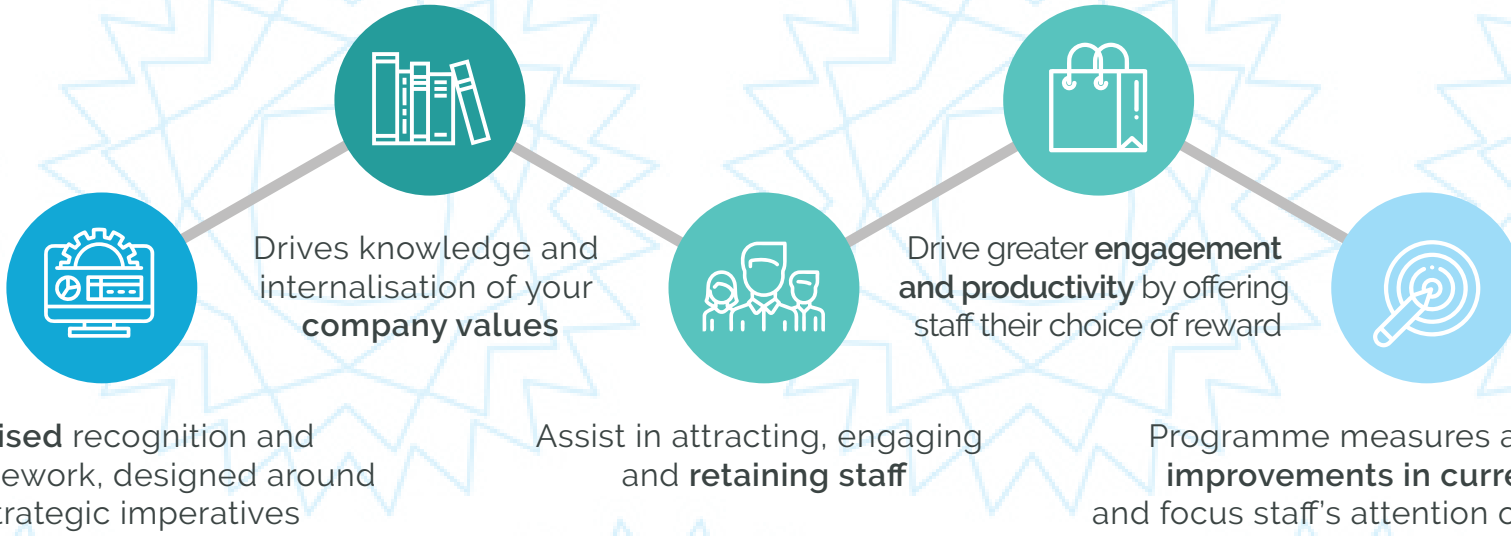 Drives knowledge and
internalisation of your
company values
Drive greater engagement
and productivity by offering
staff their choice of reward
ised recognition and
ework, designed around
trategic imperatives
Assist in attracting, engaging
and retaining staff
Programme measures a
improvements in curre
and focus staff's attention o